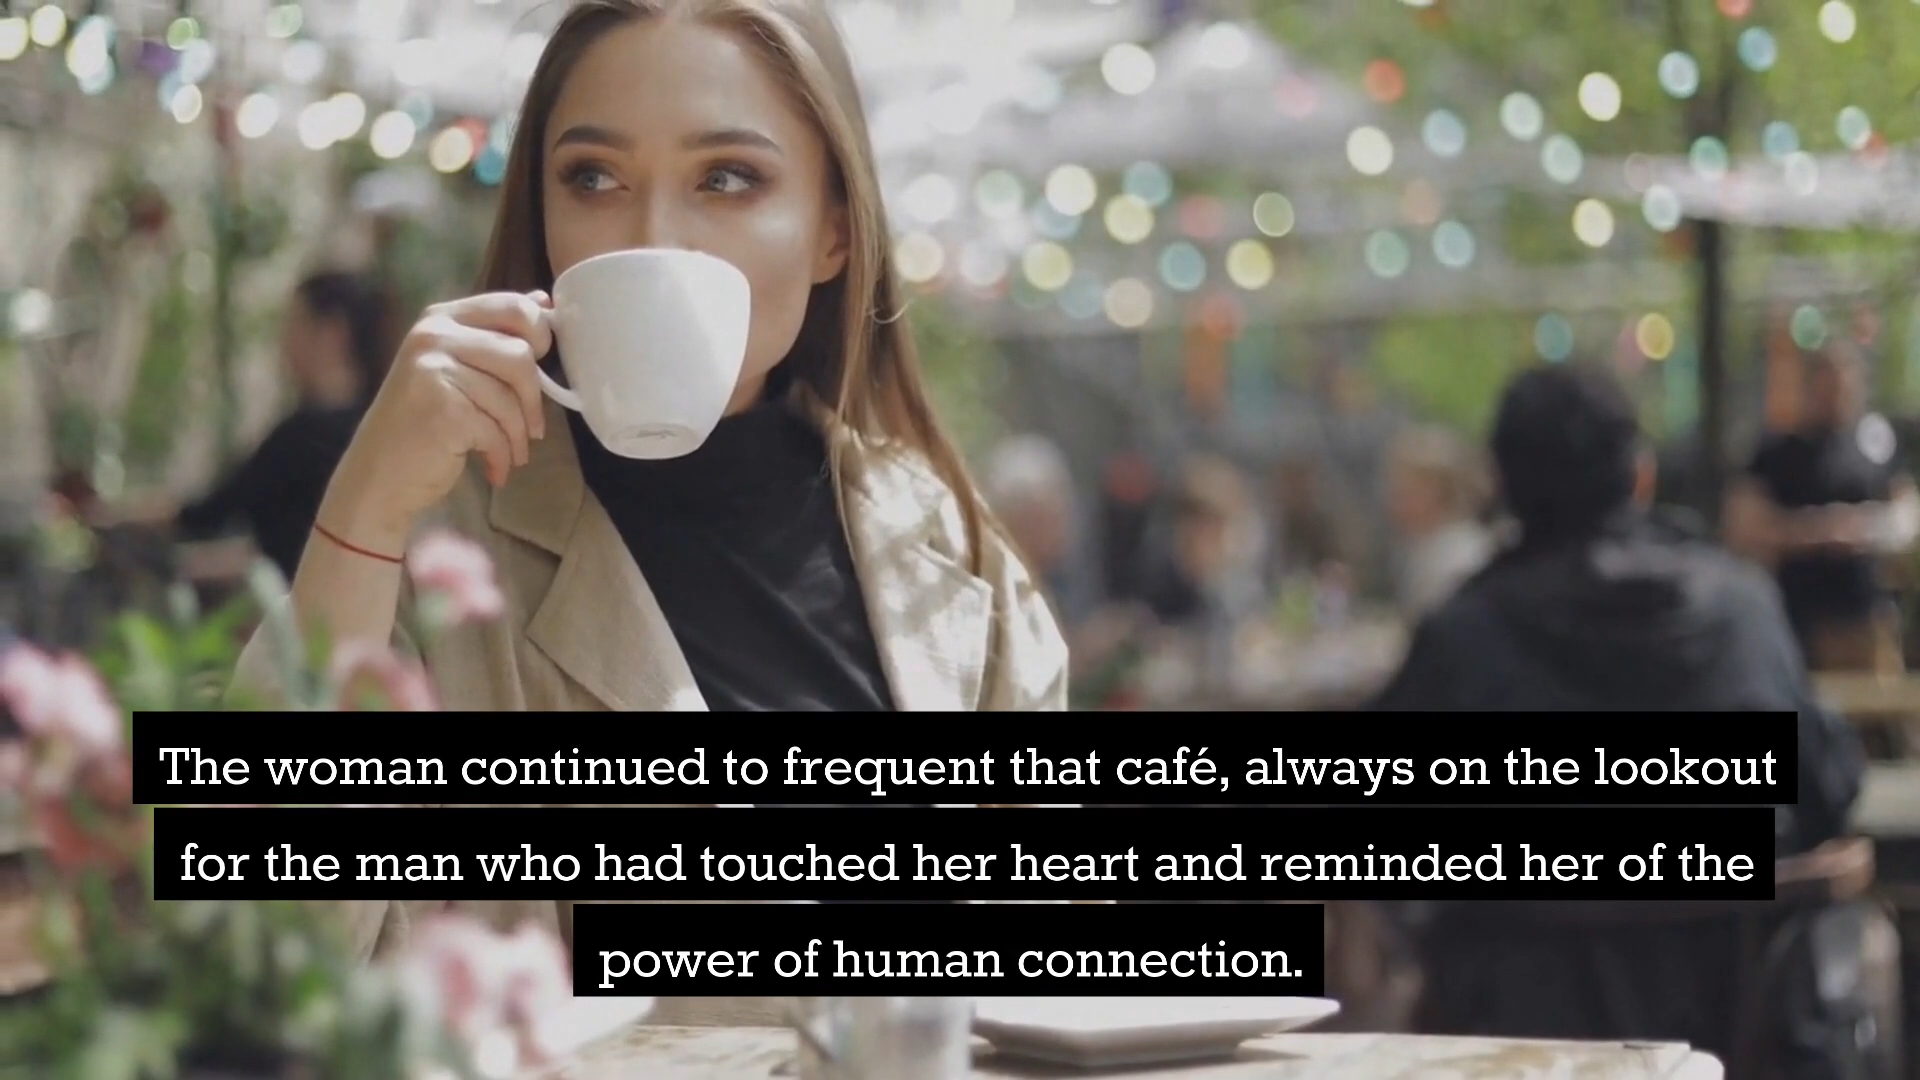 The woman continued to frequent that café, always on the lookout
for the man who had touched her heart and reminded her of the
power of human connection.